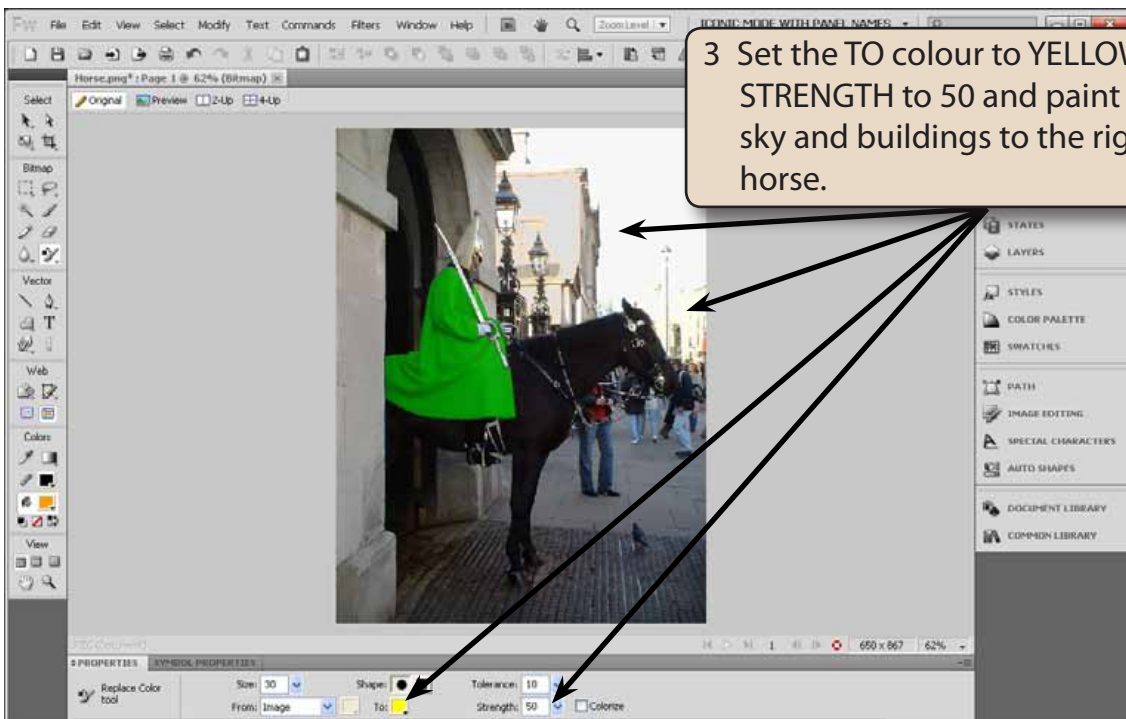 Fw File Edit View Select Modify Text Commands Filters Window Help Zoom Level ICONIC MODE WITH PANEL NAMES
3 Set the TO colour to YELLOW
STRENGTH to 50 and paint
sky and buildings to the
horse.
Horse.png* : Page 1 @ 62% (Bitmap)
Select
Original Preview 2-Up 4-Up
Bitmap
Vector
Web
Colors
View
STATES
LAYERS
STYLES
COLOR PALETTE
SWATCHES
PATH
IMAGE EDITING
SPECIAL CHARACTERS
AUTO SHAPES
DOCUMENT LIBRARY
COMMON LIBRARY
1 650 x 867 62%
PROPERTIES SYMBOL PROPERTIES
Replace Color
tool
Size: 30 Shape: Tolerance: 10
From: Image To: Strength: 50 Colorize